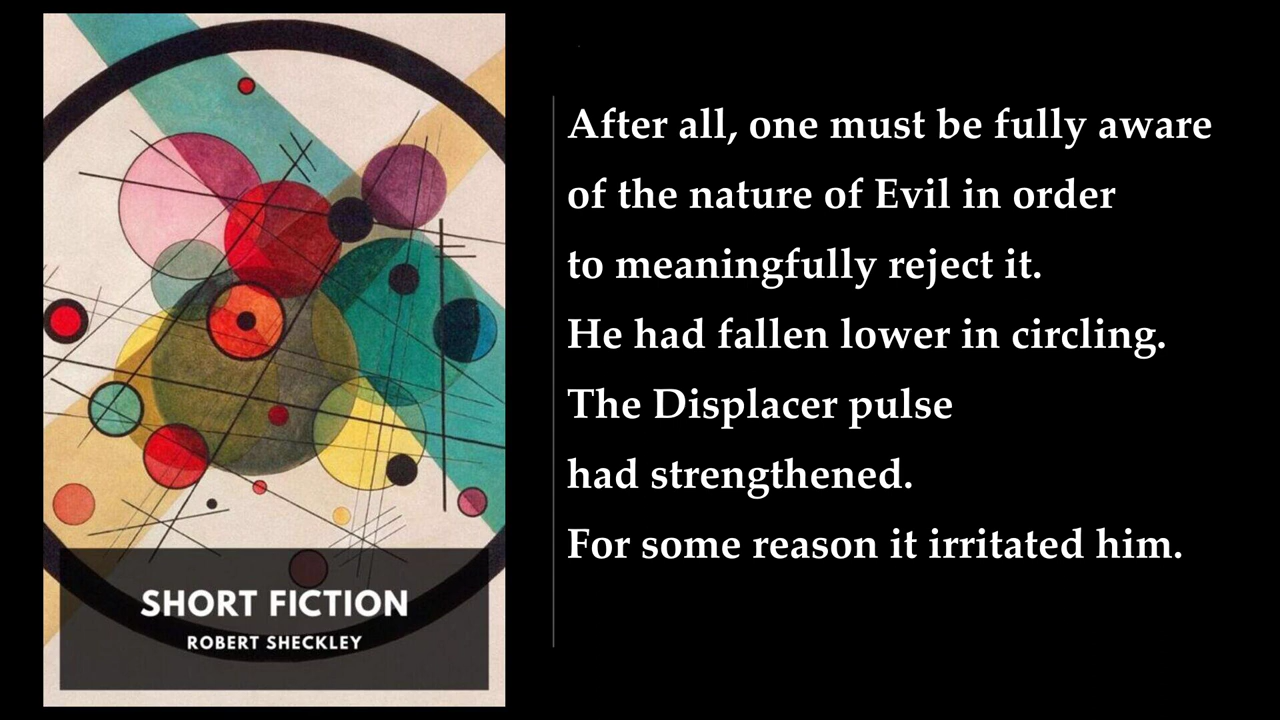 SHORT FICTION
ROBERT SHECKLEY
After all, one must be fully aware
of the nature of Evil in order
to meaningfully reject it.
He had fallen lower in circling.
The Displacer pulse
had strengthened.
For some reason it irritated him.